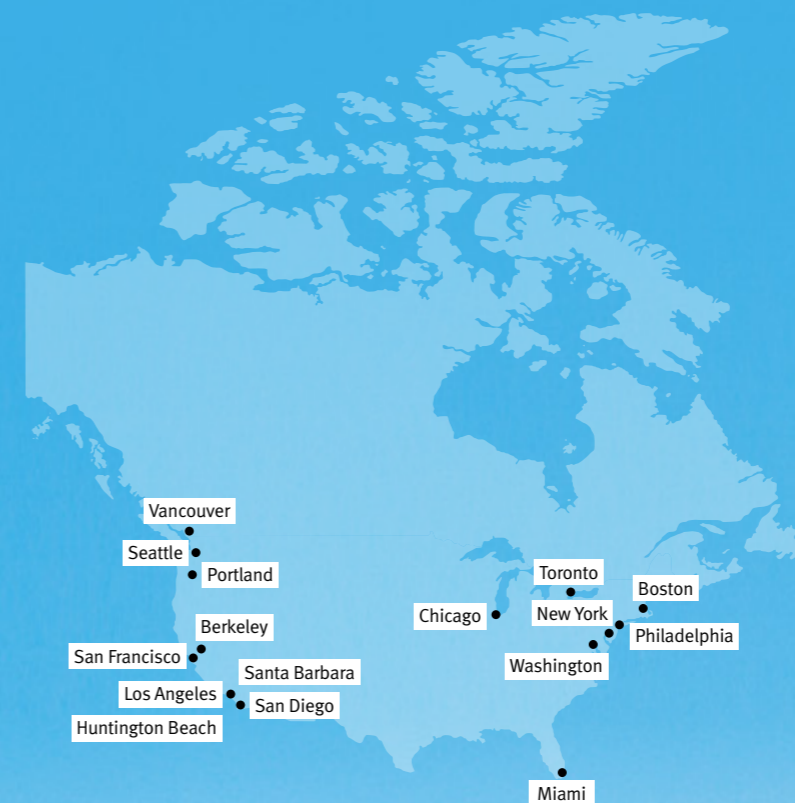 Vancouver
Seattle
Portland
Toronto
Boston
Chicago
New York
Berkeley
Philadelphia
San Francisco
Washington
Santa Barbara
Los Angeles
San Diego
Huntington Beach
Miami